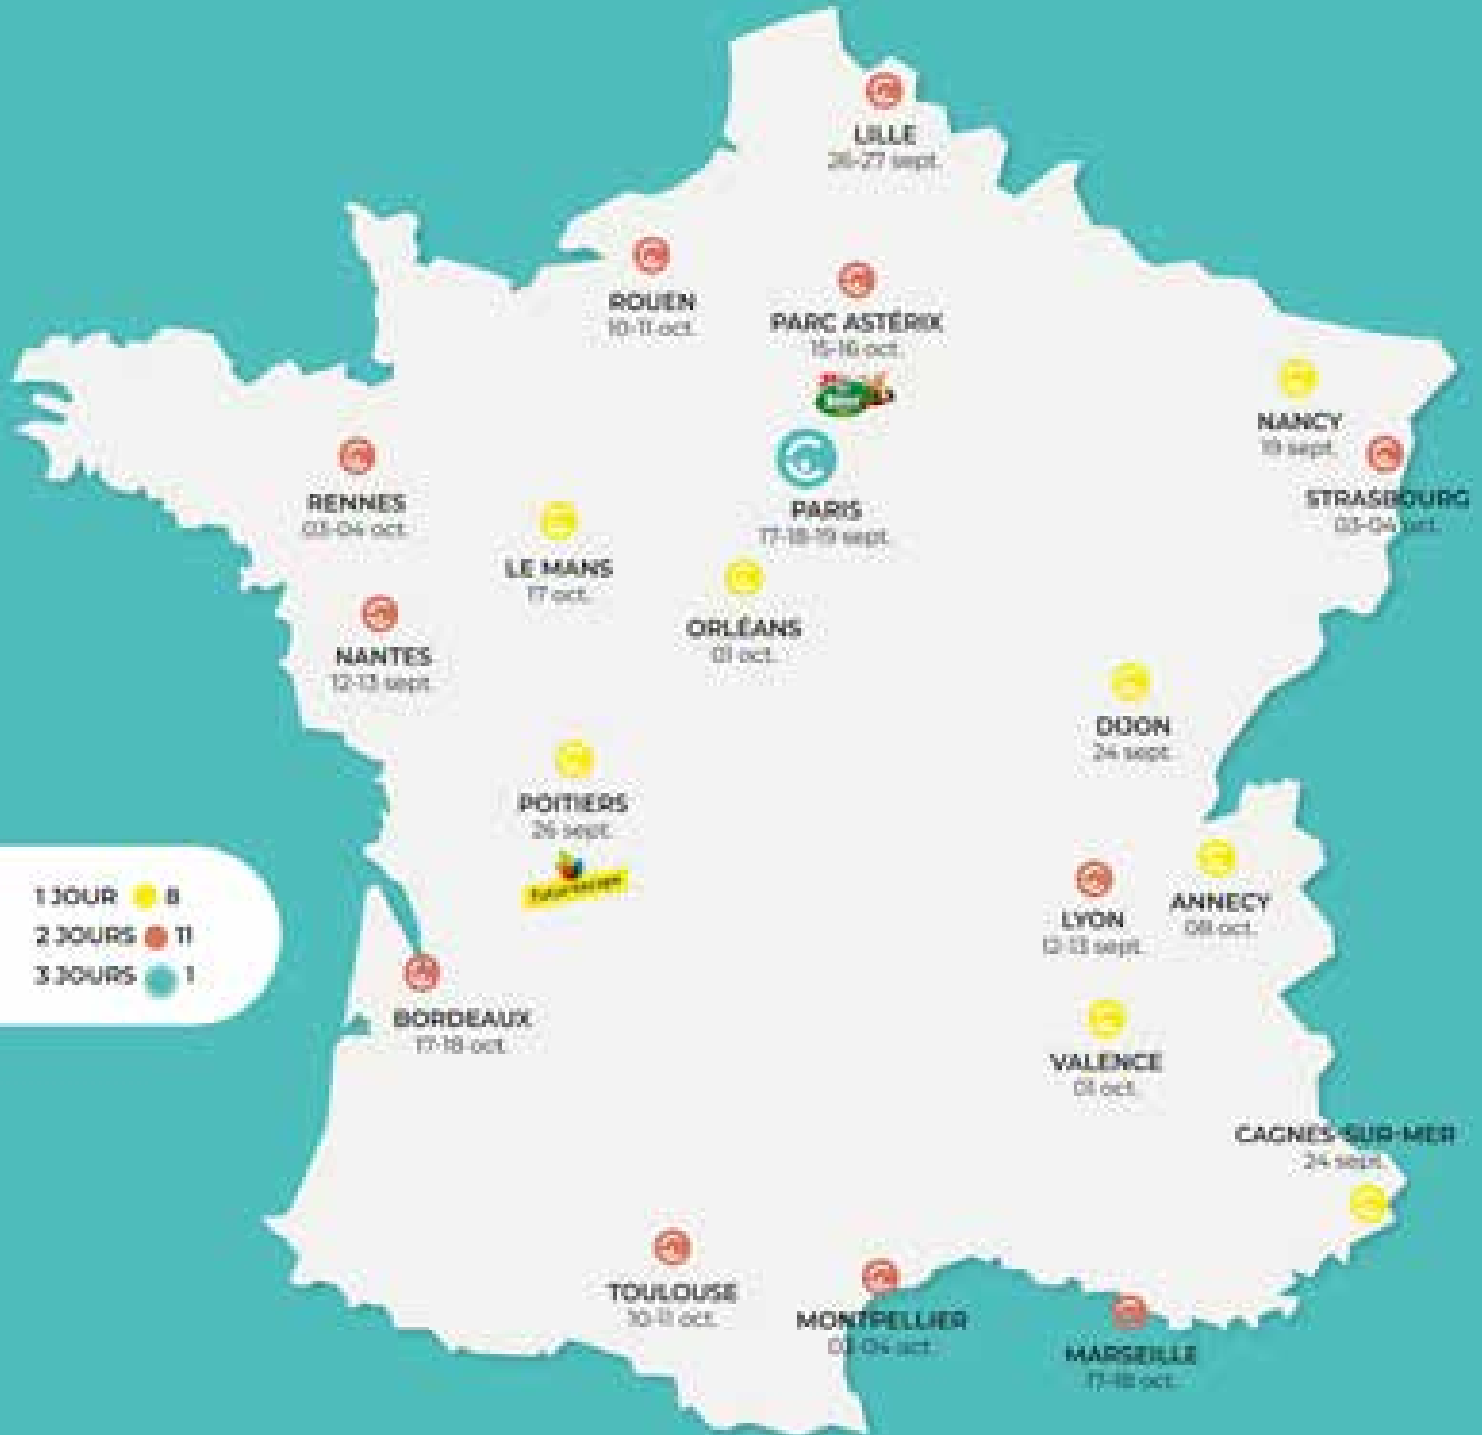 LILLE
26-27 sept.
ROUEN
10-11 oct.
PARC ASTÉRIX
15-16 oct.
NANCY
19 sept.
STRASBOURG
03-04 oct.
PARIS
17-18-19 sept.
RENNES
03-04 oct.
LE MANS
17 oct.
ORLÉANS
01 oct.
NANTES
12-13 sept.
DIJON
24 sept.
POITIERS
26 sept.
futuroscope
1 JOUR 8
2 JOURS 11
3 JOURS 1
LYON
12-13 sept.
ANNECY
08 oct.
BORDEAUX
17-18 oct.
VALENCE
01 oct.
CAGNES-SUR-MER
24 sept.
TOULOUSE
10-11 oct.
MONTPELLIER
03-04 oct.
MARSEILLE
17-18 oct.